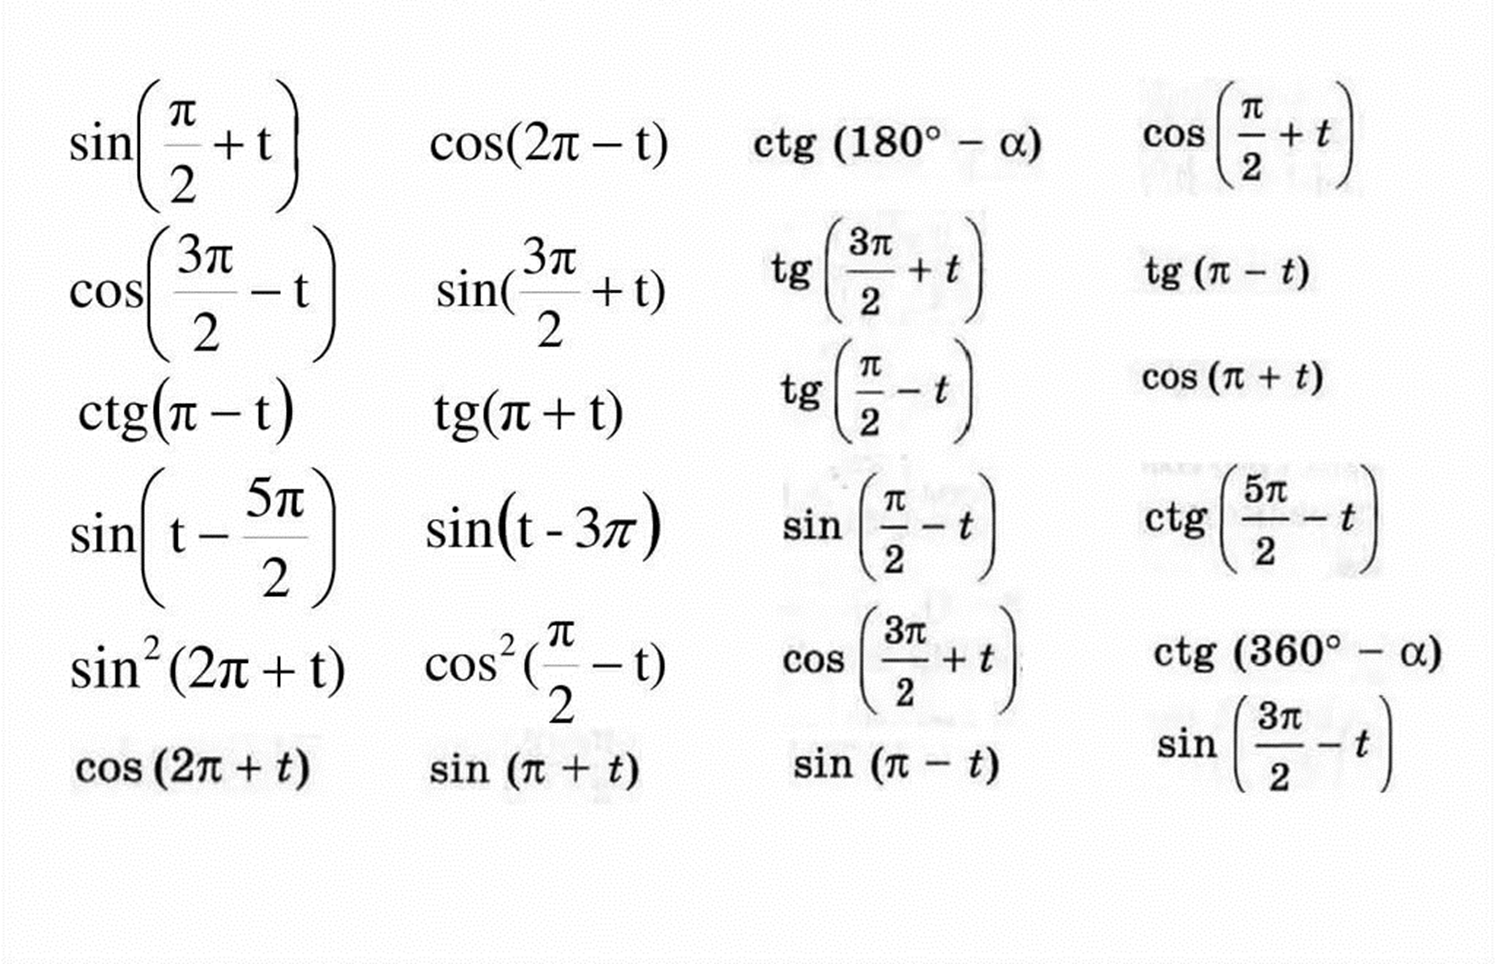 sin(π/2 + t) cos(2π − t) ctg (180° − α) cos(π/2 + t)
cos(3π/2 − t) sin(3π/2 + t) tg(3π/2 + t) tg (π − t)
ctg(π − t) tg(π + t) tg(π/2 − t) cos (π + t)
sin(t − 5π/2) sin(t - 3π) sin(π/2 − t) ctg(5π/2 − t)
sin²(2π + t) cos²(π/2 − t) cos(3π/2 + t) ctg (360° − α)
cos (2π + t) sin (π + t) sin (π − t) sin(3π/2 − t)